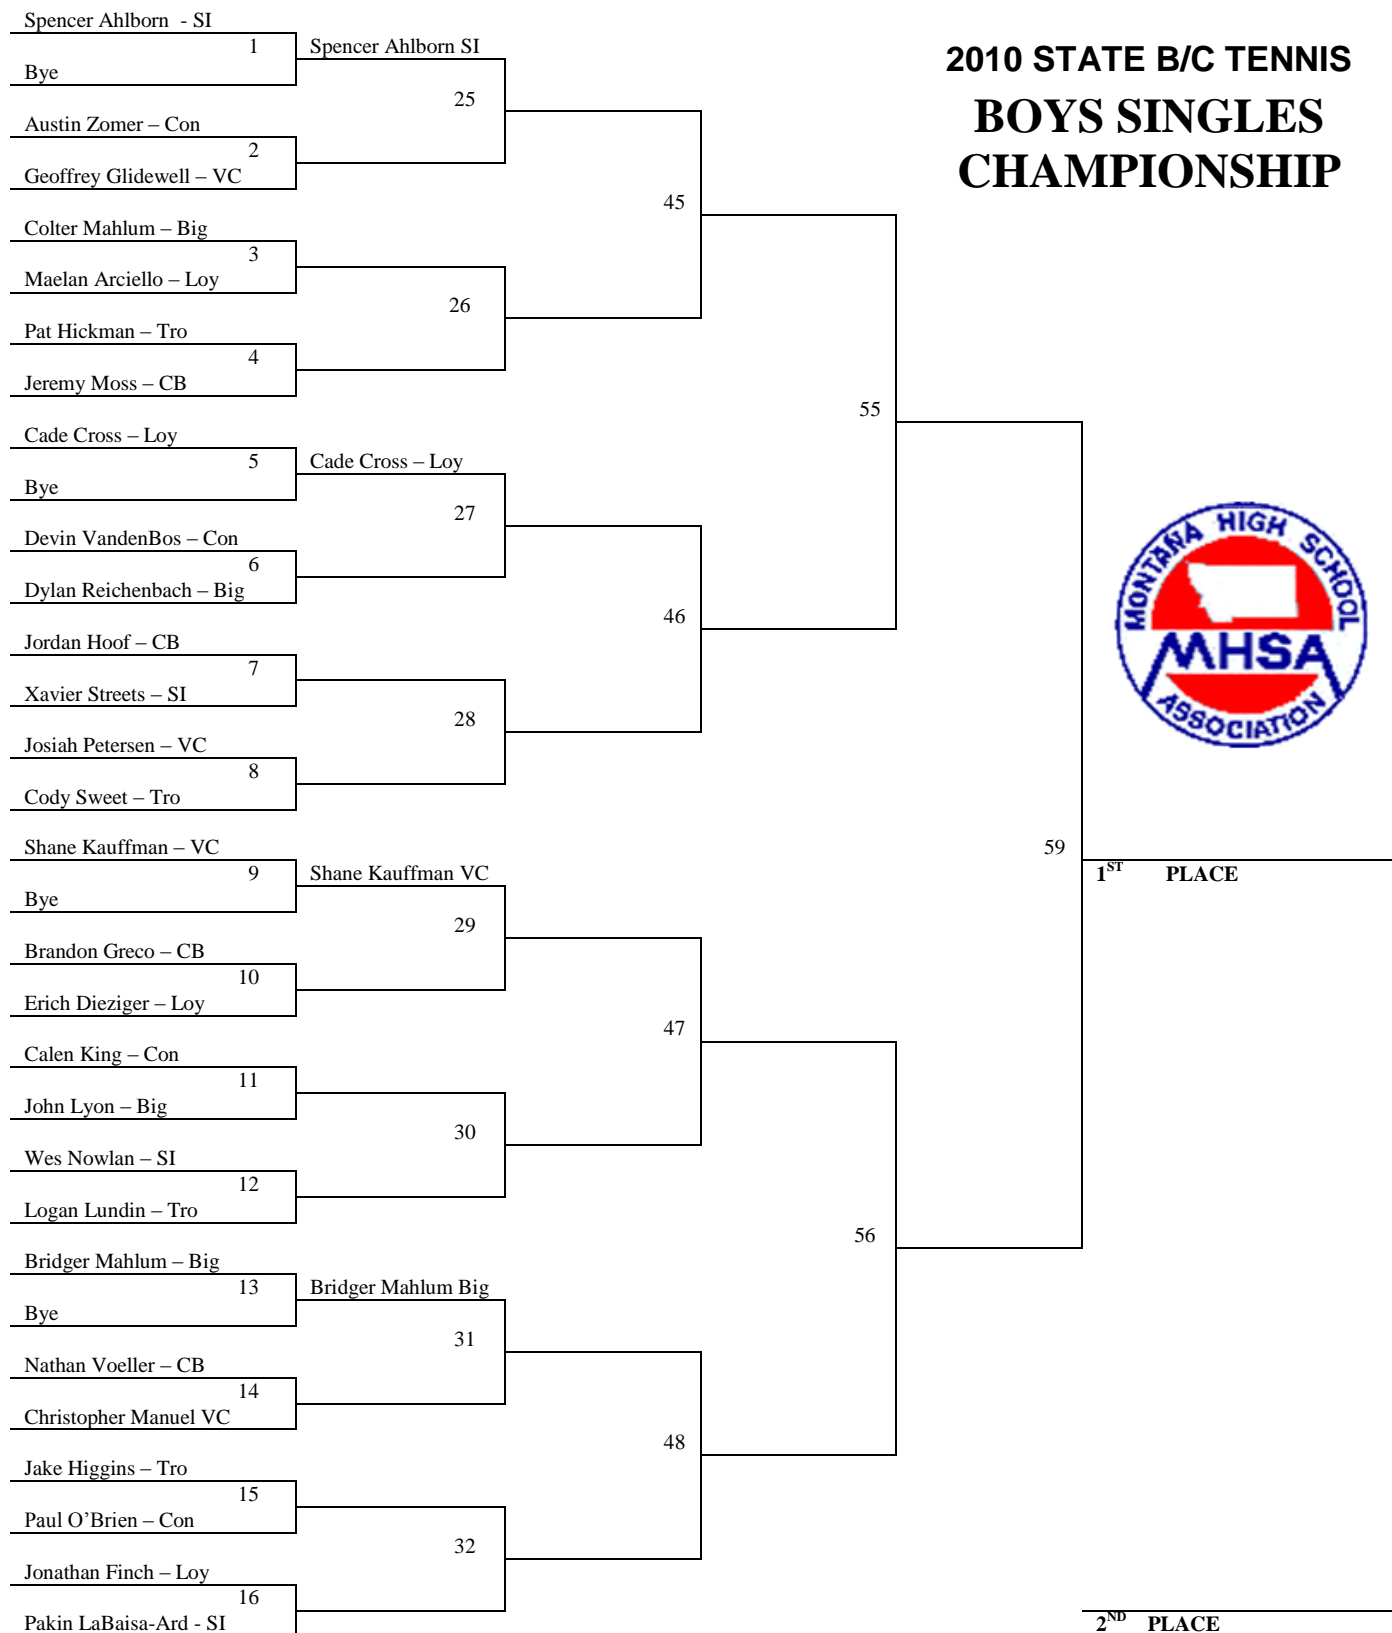 2010 STATE B/C TENNIS
BOYS SINGLES
CHAMPIONSHIP
Spencer Ahlborn - SI
1
Spencer Ahlborn SI
Bye
25
Austin Zomer – Con
2
Geoffrey Glidewell – VC
45
Colter Mahlum – Big
3
Maelan Arciello – Loy
26
Pat Hickman – Tro
4
Jeremy Moss – CB
55
Cade Cross – Loy
5
Cade Cross – Loy
Bye
27
Devin VandenBos – Con
6
Dylan Reichenbach – Big
46
Jordan Hoof – CB
7
Xavier Streets – SI
28
Josiah Petersen – VC
8
Cody Sweet – Tro
MONTANA HIGH SCHOOL
MHSA
ASSOCIATION
59
Shane Kauffman – VC
9
Shane Kauffman VC
1ST PLACE
Bye
29
Brandon Greco – CB
10
Erich Dieziger – Loy
47
Calen King – Con
11
John Lyon – Big
30
Wes Nowlan – SI
12
Logan Lundin – Tro
56
Bridger Mahlum – Big
13
Bridger Mahlum Big
Bye
31
Nathan Voeller – CB
14
Christopher Manuel VC
48
Jake Higgins – Tro
15
Paul O’Brien – Con
32
Jonathan Finch – Loy
16
Pakin LaBaisa-Ard - SI
2ND PLACE